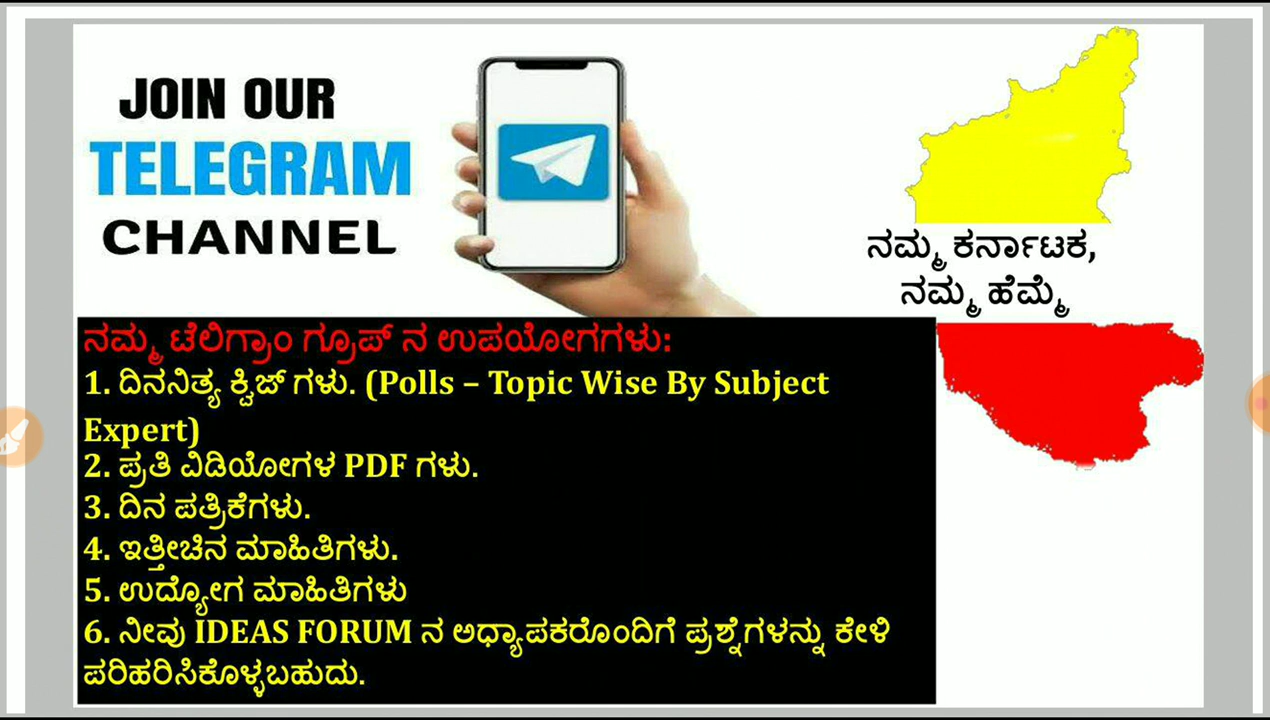 JOIN OUR
TELEGRAM
CHANNEL
ನಮ್ಮ ಕರ್ನಾಟಕ,
ನಮ್ಮ ಹೆಮ್ಮೆ
ನಮ್ಮ ಟೆಲಿಗ್ರಾಂ ಗ್ರೂಪ್ ನ ಉಪಯೋಗಗಳು:
1. ದಿನನಿತ್ಯ ಕ್ವಿಜ್ ಗಳು. (Polls – Topic Wise By Subject
Expert)
2. ಪ್ರತಿ ವಿಡಿಯೋಗಳ PDF ಗಳು.
3. ದಿನ ಪತ್ರಿಕೆಗಳು.
4. ಇತ್ತೀಚಿನ ಮಾಹಿತಿಗಳು.
5. ಉದ್ಯೋಗ ಮಾಹಿತಿಗಳು
6. ನೀವು IDEAS FORUM ನ ಅಧ್ಯಾಪಕರೊಂದಿಗೆ ಪ್ರಶ್ನೆಗಳನ್ನು ಕೇಳಿ
ಪರಿಹರಿಸಿಕೊಳ್ಳಬಹುದು.